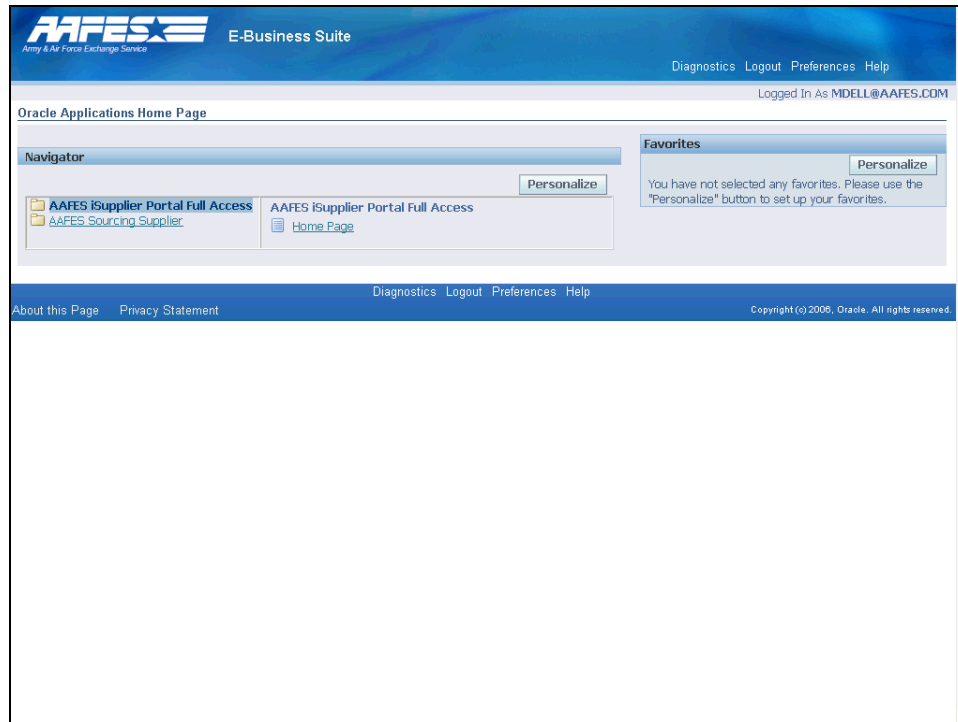 AAFES
Army & Air Force Exchange Service
E-Business Suite
Diagnostics Logout Preferences Help
Logged In As MDELL@AAFES.COM
Oracle Applications Home Page
Navigator
Personalize
AAFES iSupplier Portal Full Access
AAFES Sourcing Supplier
AAFES iSupplier Portal Full Access
Home Page
Favorites
Personalize
You have not selected any favorites. Please use the
"Personalize" button to set up your favorites.
Diagnostics Logout Preferences Help
About this Page Privacy Statement
Copyright (c) 2006, Oracle. All rights reserved.